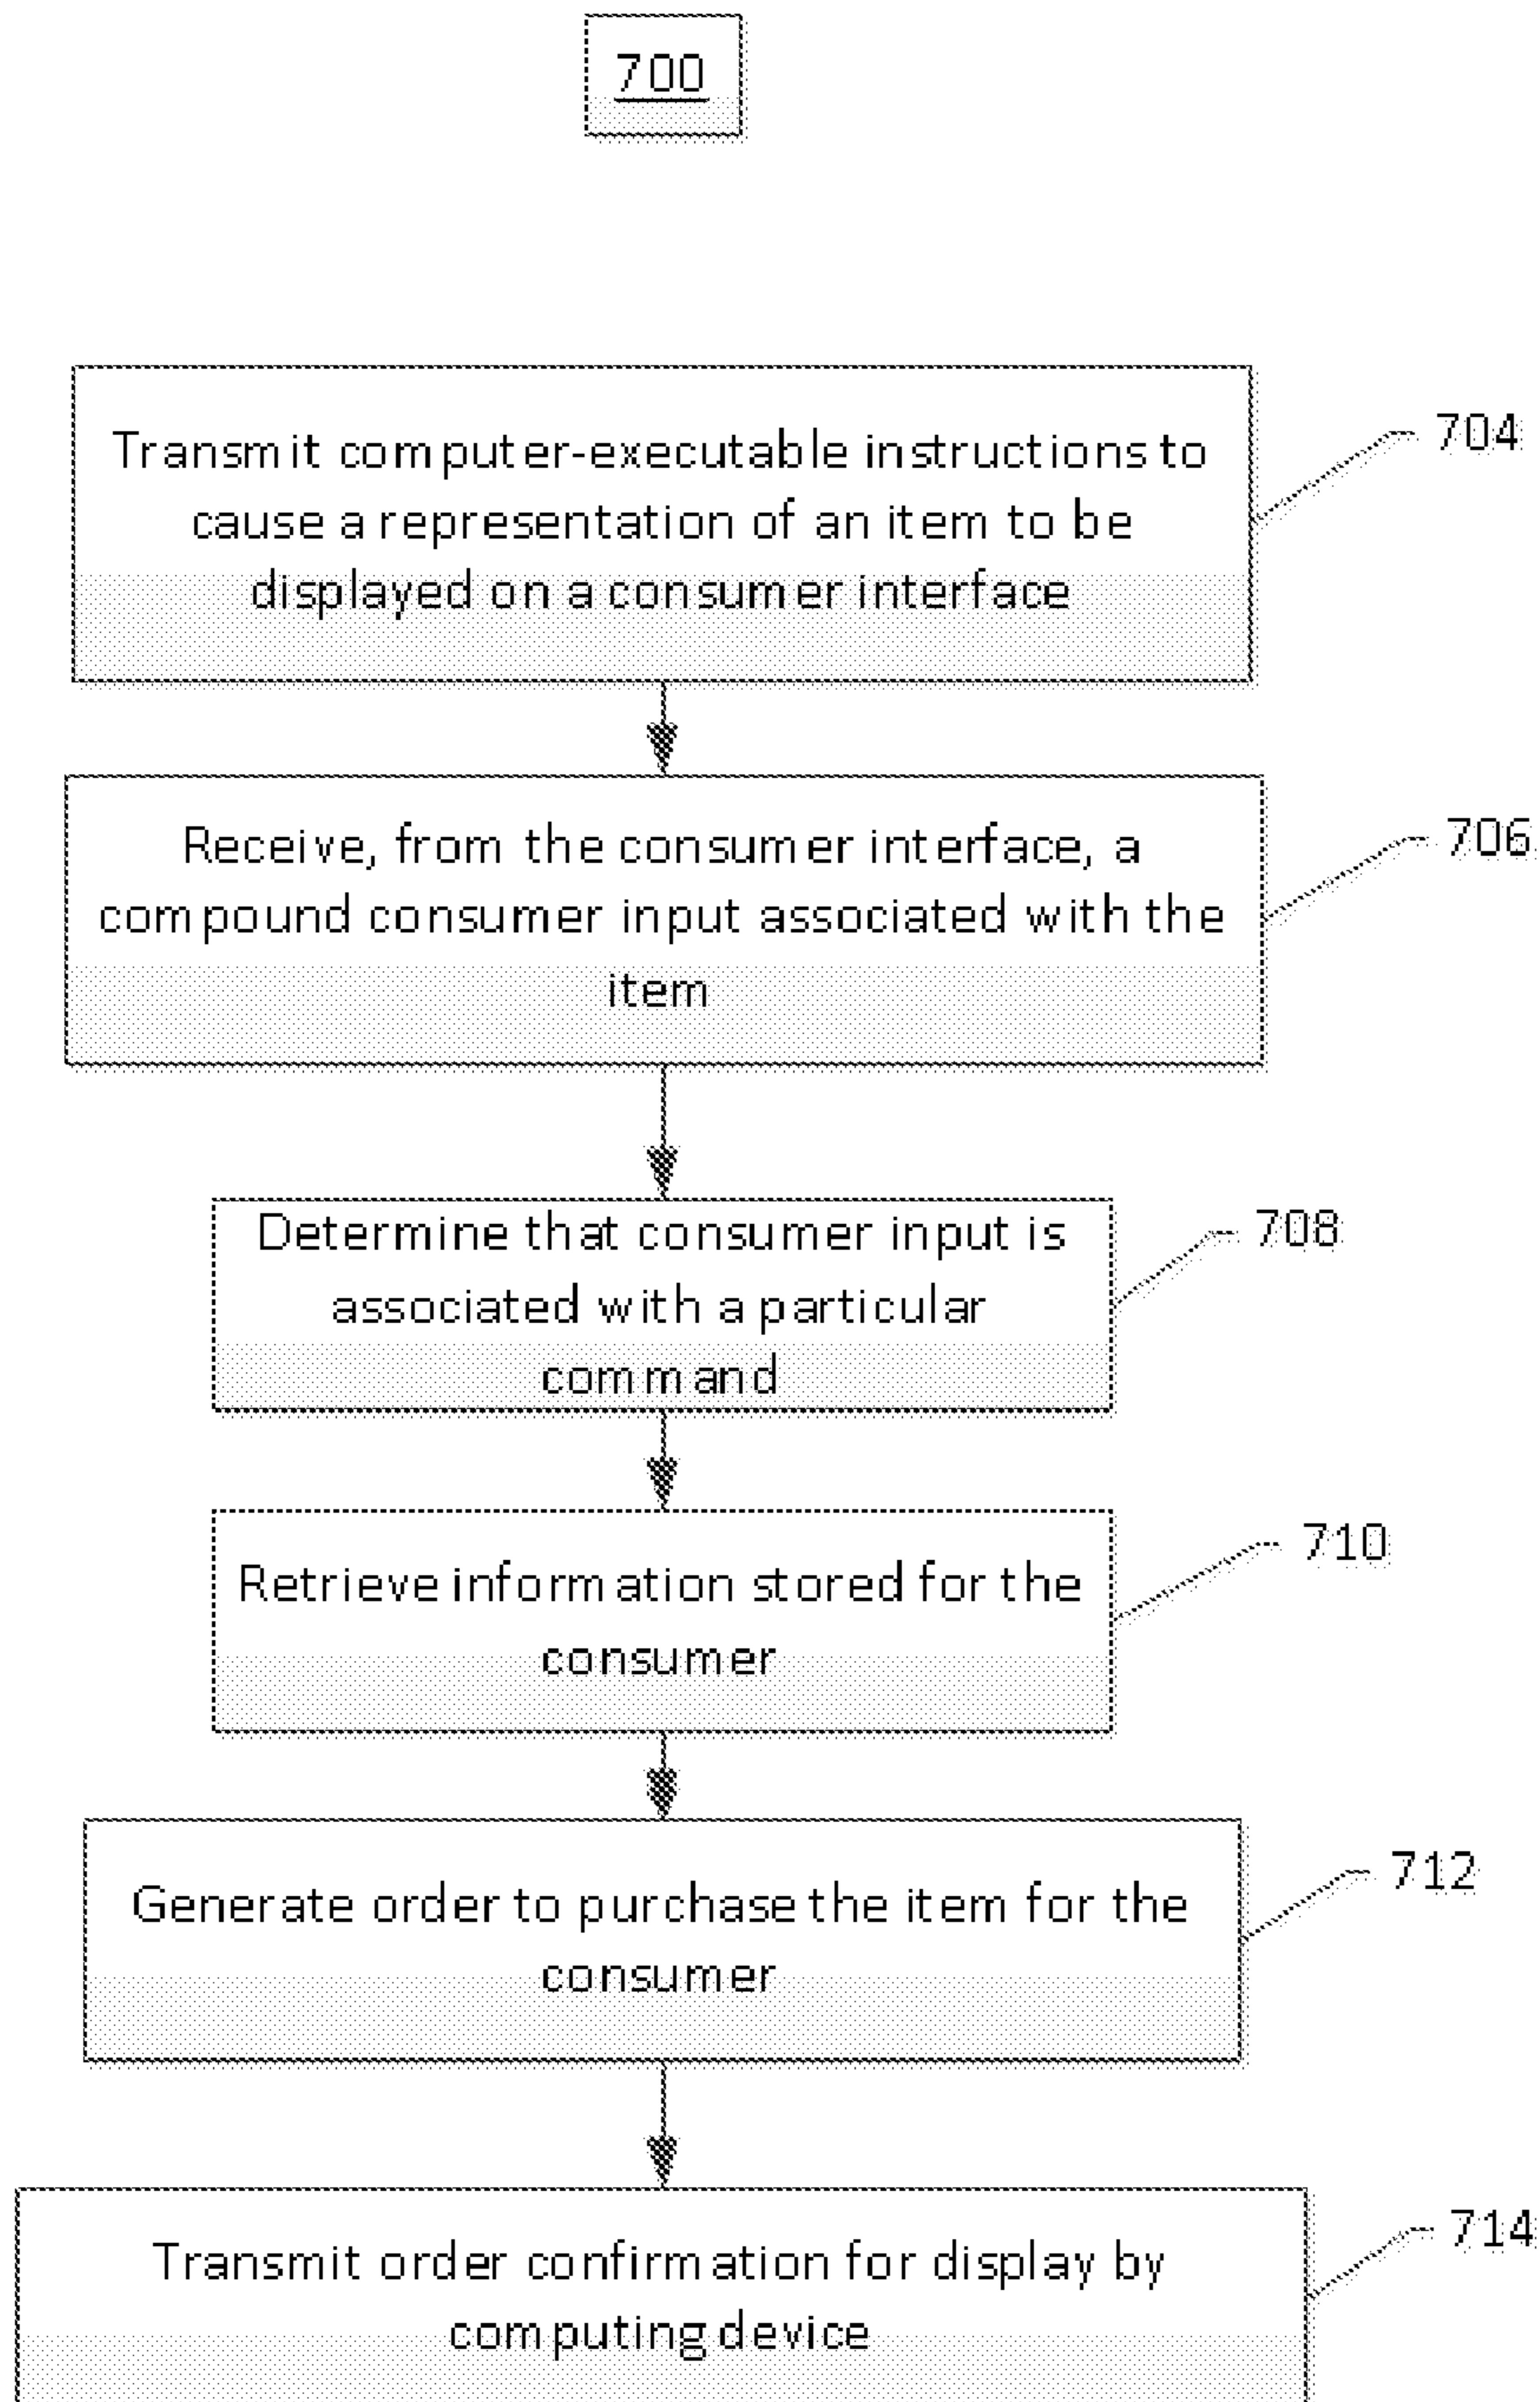 700
Transmit computer-executable instructions to
cause a representation of an item to be
displayed on a consumer interface
704
Receive, from the consumer interface, a
compound consumer input associated with the
item
706
Determine that consumer input is
associated with a particular
command
708
Retrieve information stored for the
consumer
710
Generate order to purchase the item for the
consumer
712
Transmit order confirmation for display by
computing device
714